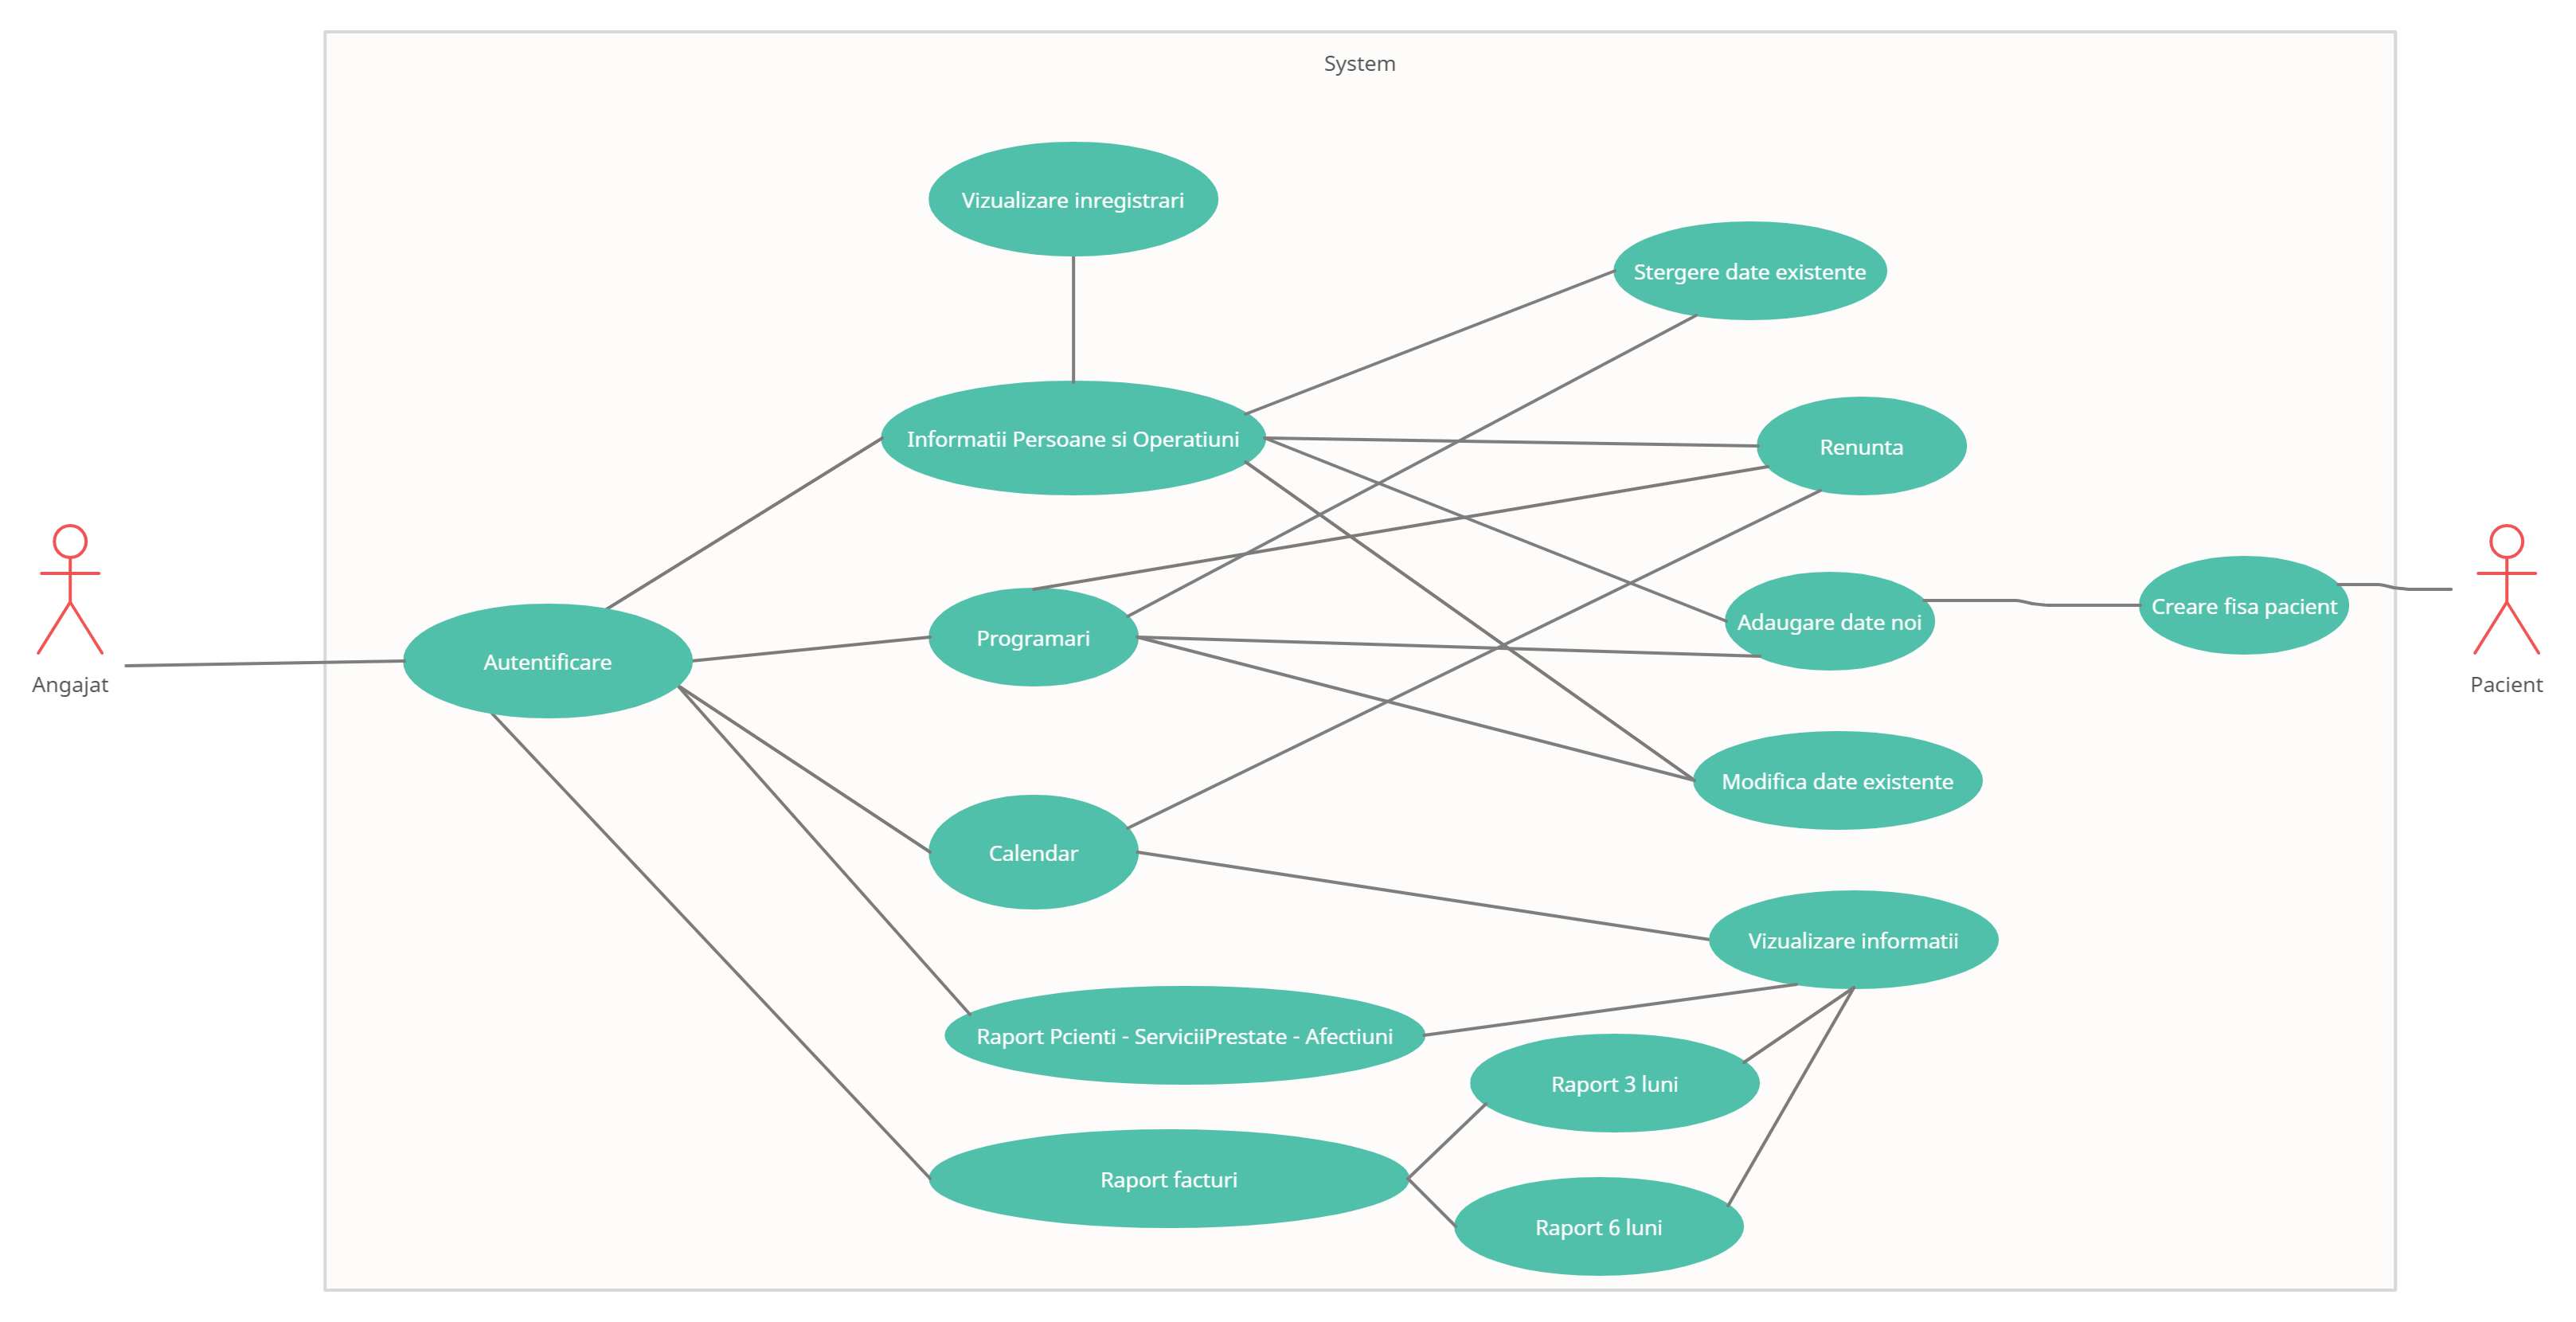 System
Vizualizare inregistrari
Stergere date existente
Informatii Persoane si Operatiuni
Renunta
Angajat
Autentificare
Programari
Adaugare date noi
Creare fisa pacient
Pacient
Modifica date existente
Calendar
Vizualizare informatii
Raport Pcienti - ServiciiPrestate - Afectiuni
Raport 3 luni
Raport facturi
Raport 6 luni